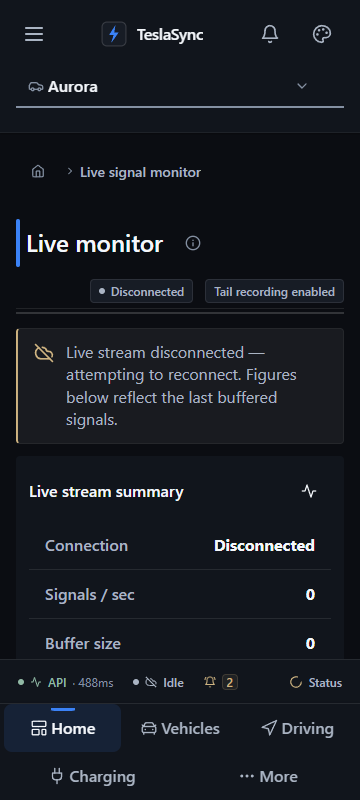 TeslaSync
Aurora
Live signal monitor
Live monitor
Disconnected
Tail recording enabled
Live stream disconnected —
attempting to reconnect. Figures
below reflect the last buffered
signals.
Live stream summary
Connection Disconnected
Signals / sec 0
Buffer size 0
API · 488ms Idle 2 Status
Home Vehicles Driving
Charging More